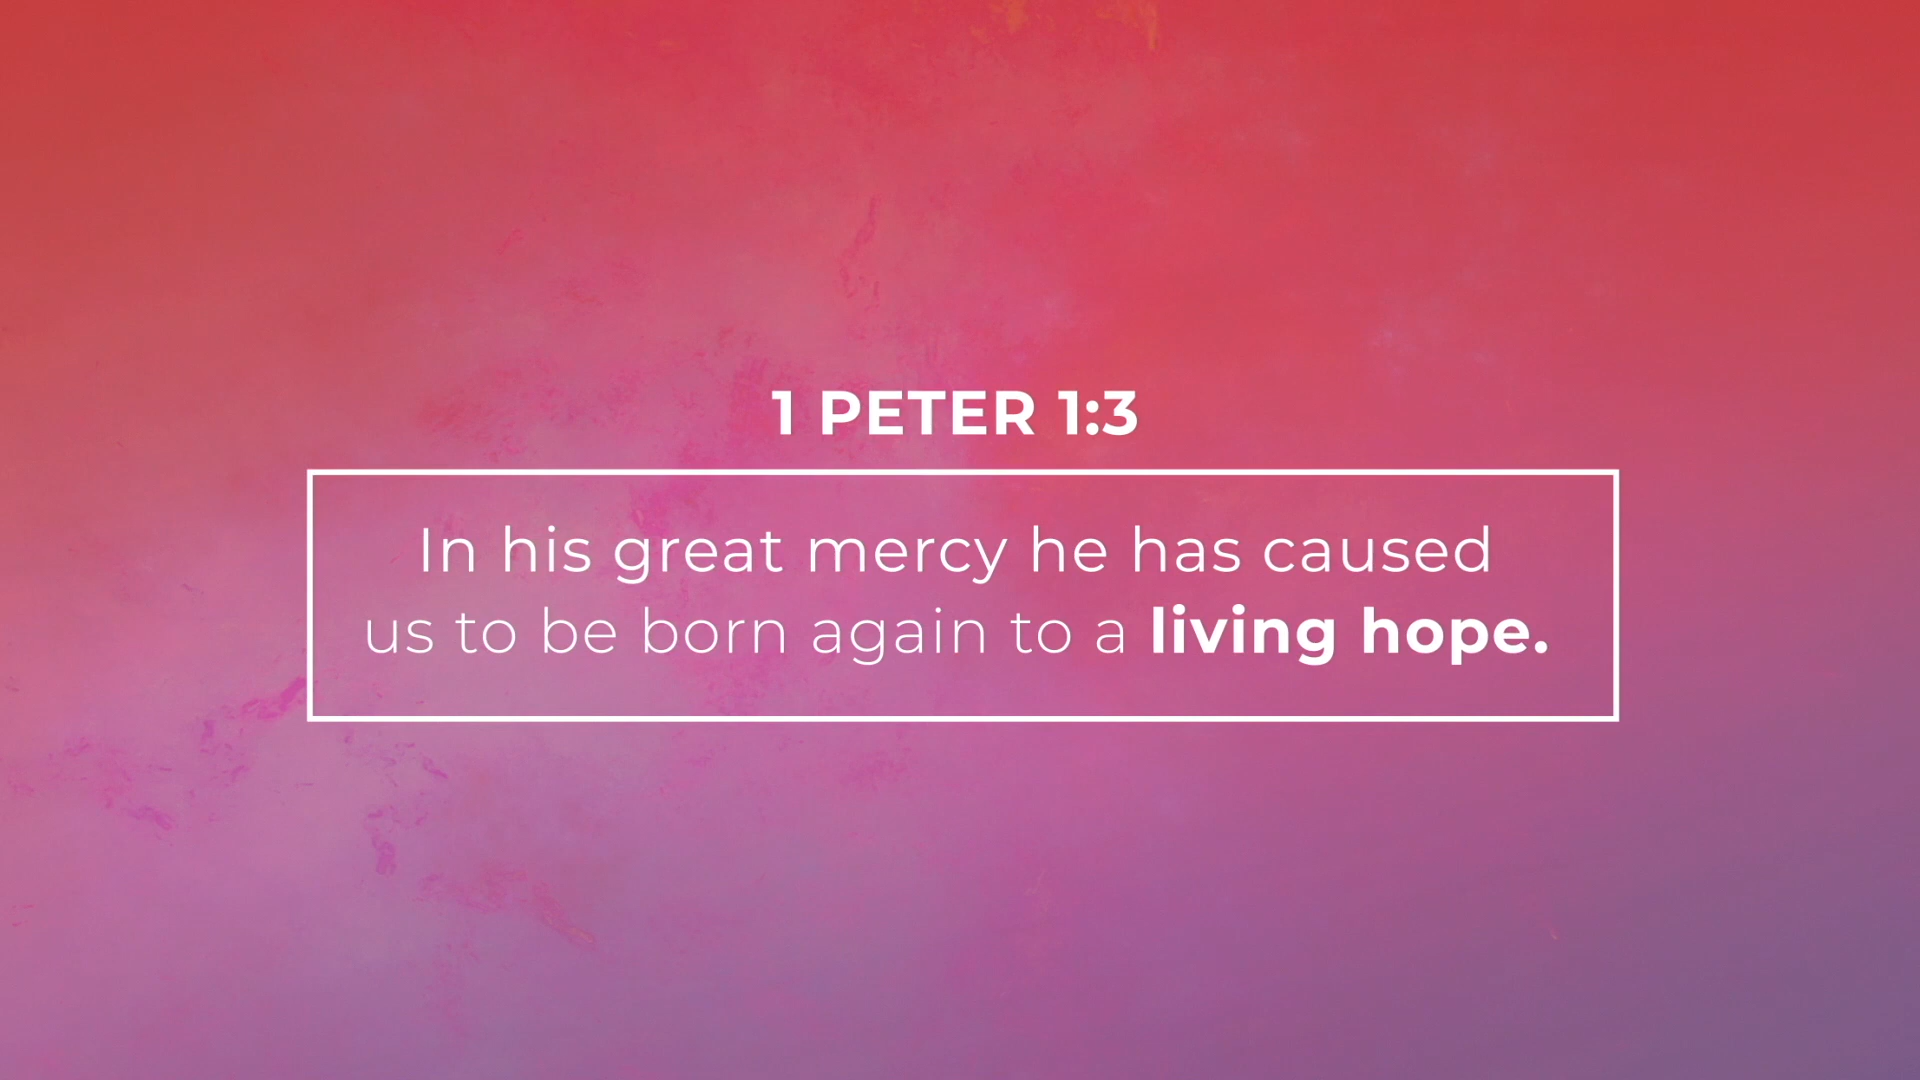 1 PETER 1:3
In his great mercy he has caused
us to be born again to a living hope.